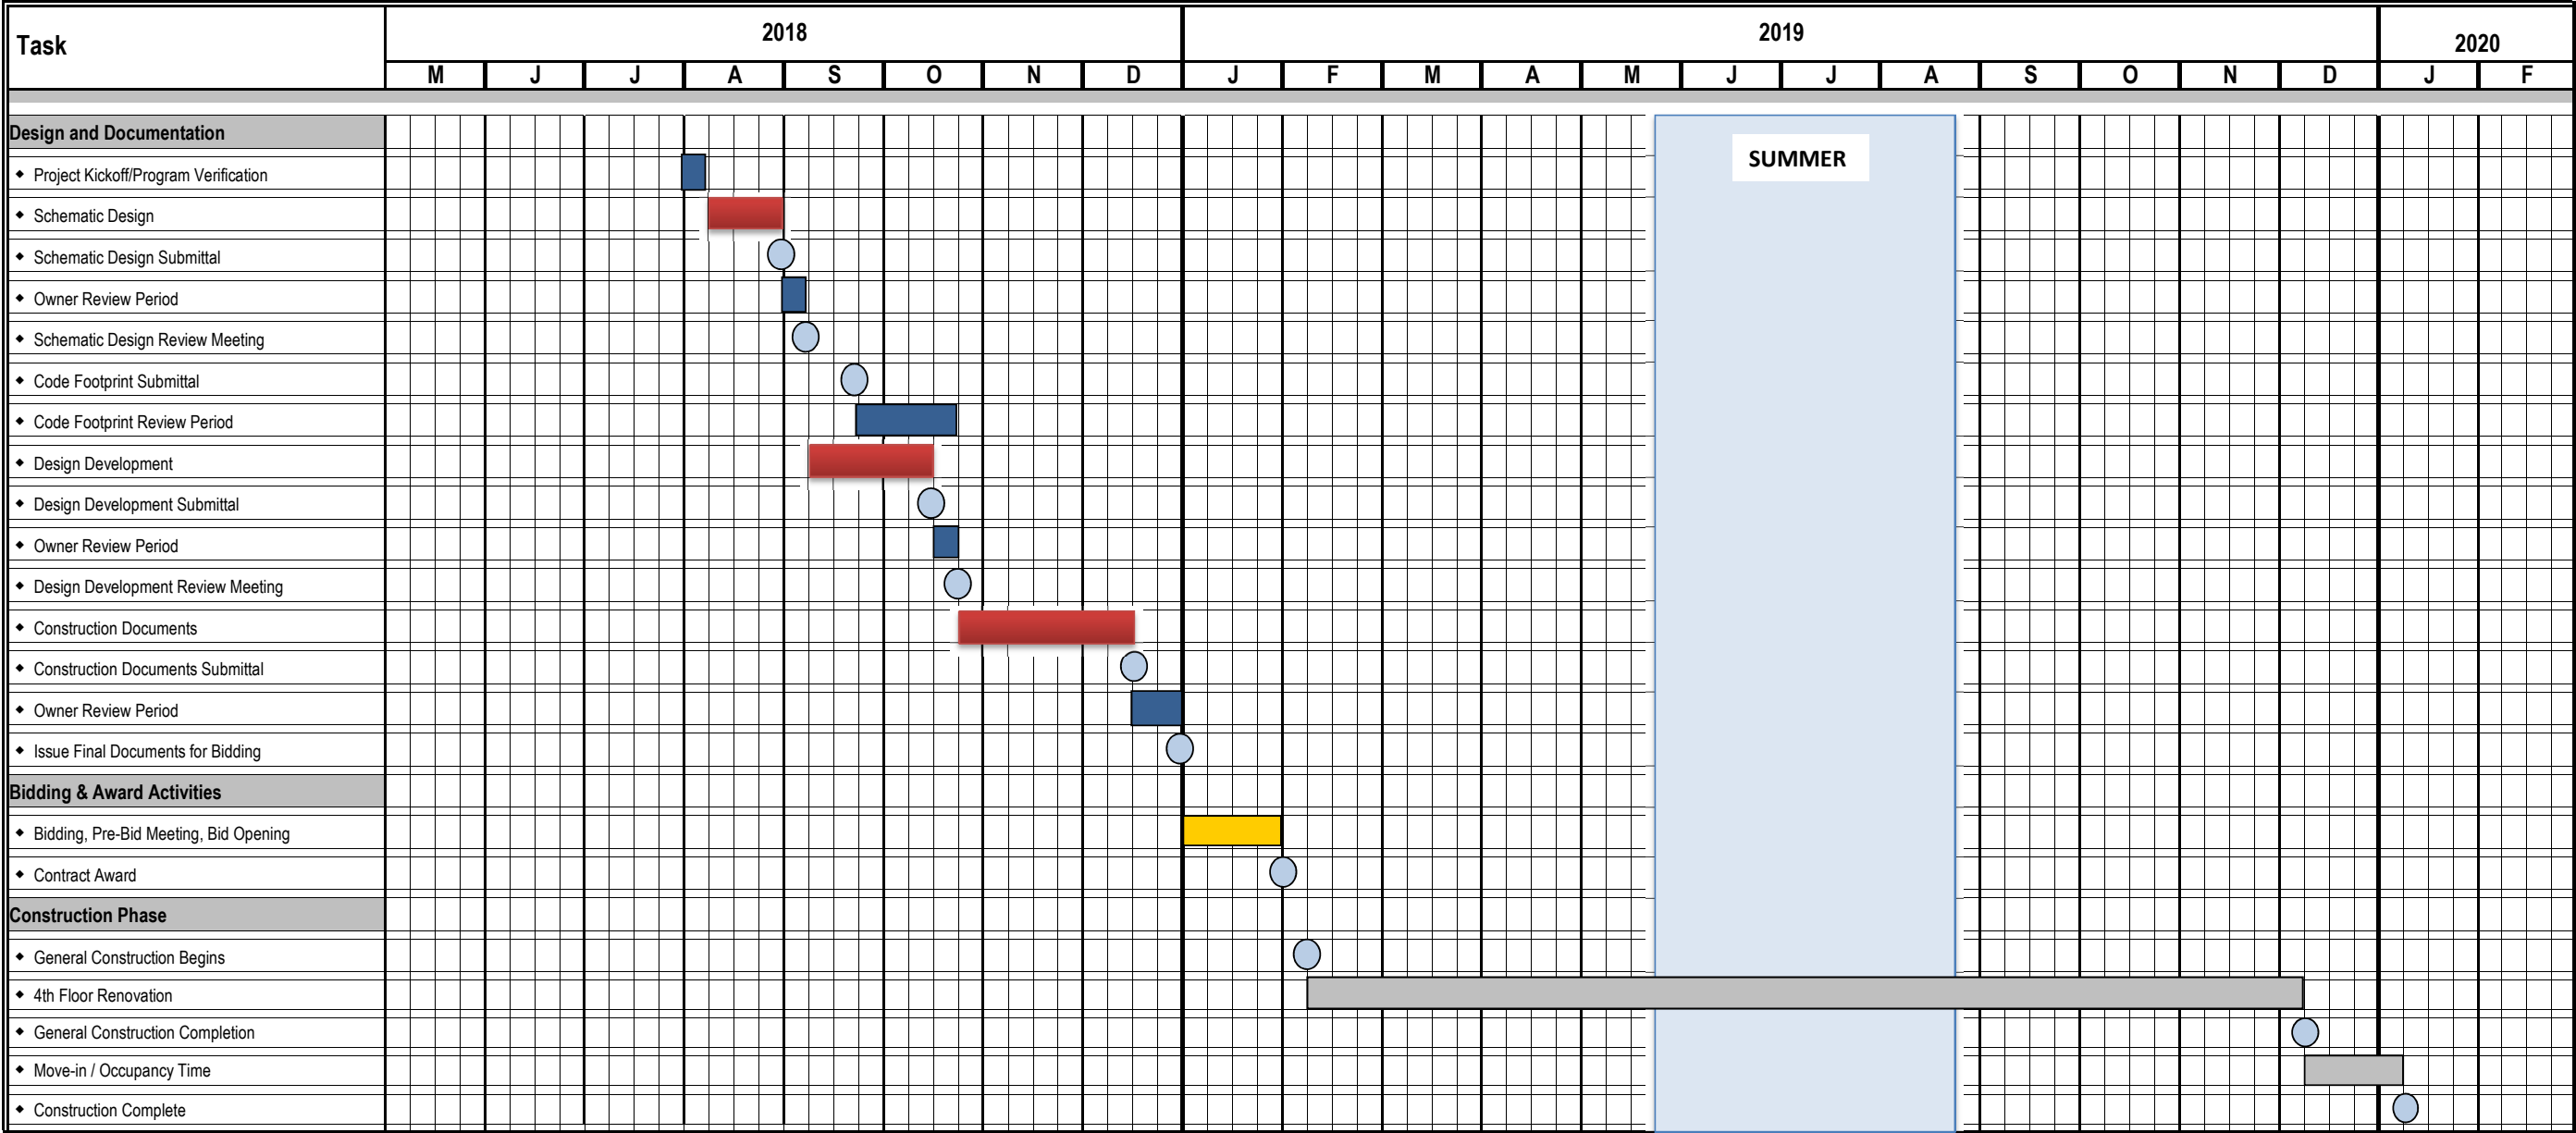 Task
2018
2019
2020
M J J A S O N D J F M A M J J A S O N D J F
Design and Documentation
SUMMER
◆ Project Kickoff/Program Verification
◆ Schematic Design
◆ Schematic Design Submittal
◆ Owner Review Period
◆ Schematic Design Review Meeting
◆ Code Footprint Submittal
◆ Code Footprint Review Period
◆ Design Development
◆ Design Development Submittal
◆ Owner Review Period
◆ Design Development Review Meeting
◆ Construction Documents
◆ Construction Documents Submittal
◆ Owner Review Period
◆ Issue Final Documents for Bidding
Bidding & Award Activities
◆ Bidding, Pre-Bid Meeting, Bid Opening
◆ Contract Award
Construction Phase
◆ General Construction Begins
◆ 4th Floor Renovation
◆ General Construction Completion
◆ Move-in / Occupancy Time
◆ Construction Complete